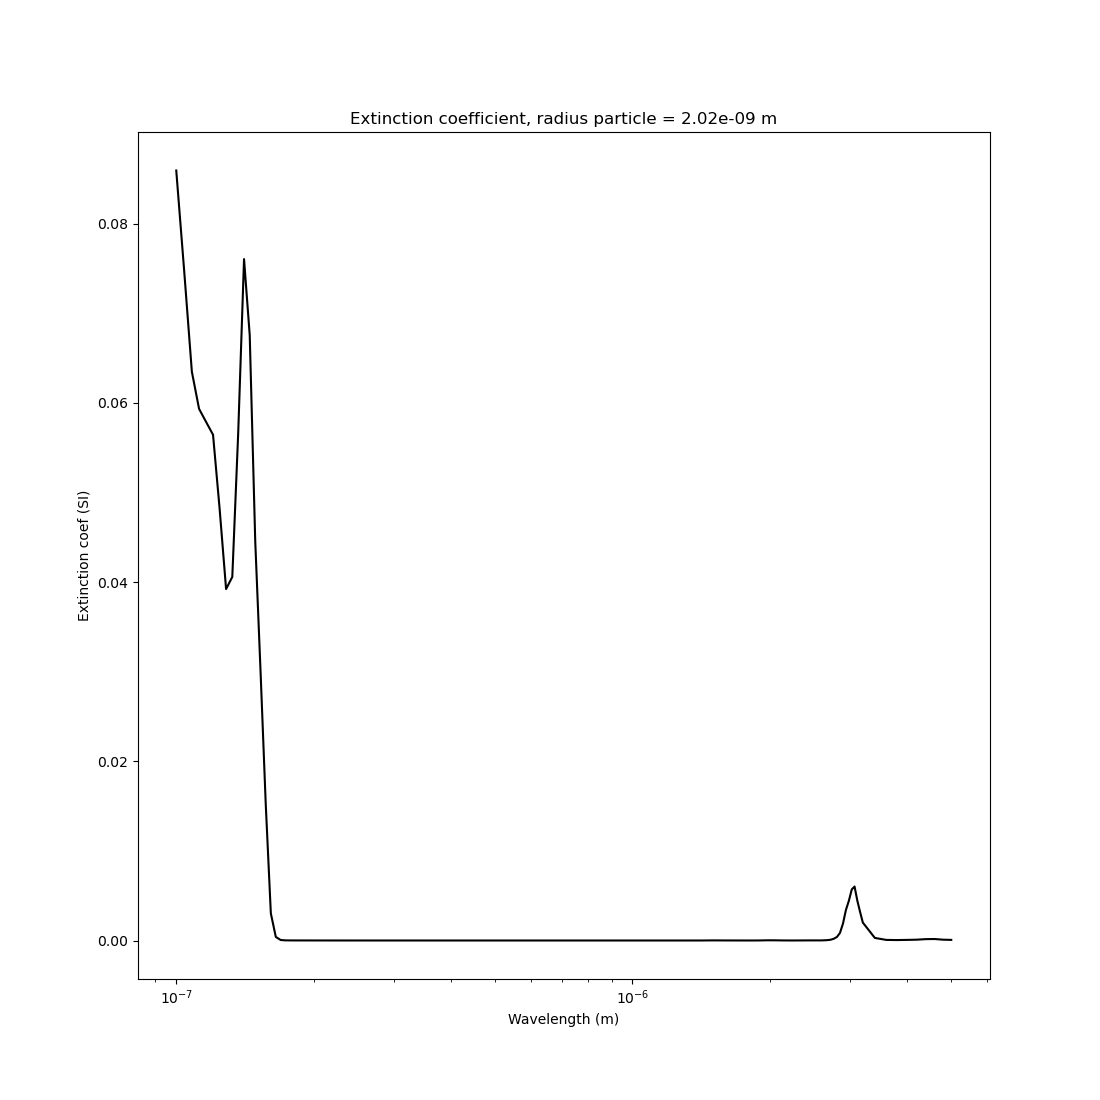 Extinction coefficient, radius particle = 2.02e-09 m
0.08
0.06
0.04
0.02
0.00
Extinction coef (SI)
10⁻⁷
10⁻⁶
Wavelength (m)